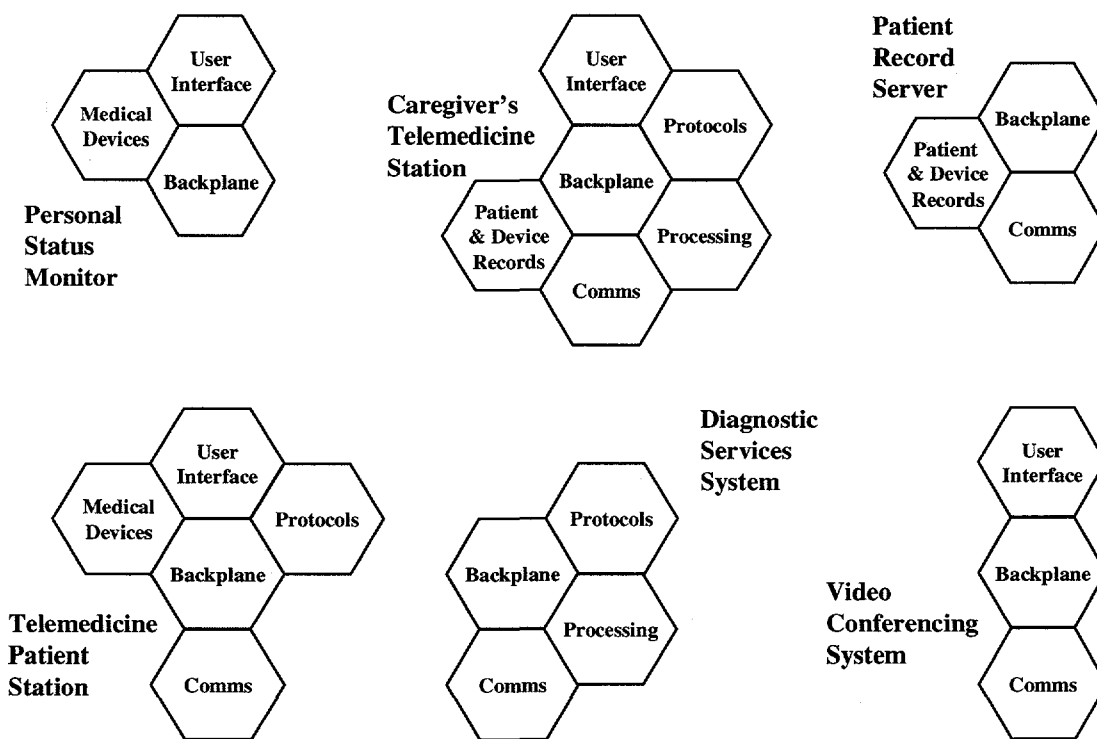 User
Interface
Medical
Devices
Backplane
Personal
Status
Monitor
Caregiver's
Telemedicine
Station
User
Interface
Protocols
Backplane
Patient
& Device
Records
Processing
Comms
Patient
Record
Server
Backplane
Patient
& Device
Records
Comms
User
Interface
Medical
Devices
Protocols
Backplane
Telemedicine
Patient
Station
Comms
Diagnostic
Services
System
Protocols
Backplane
Processing
Comms
User
Interface
Backplane
Video
Conferencing
System
Comms